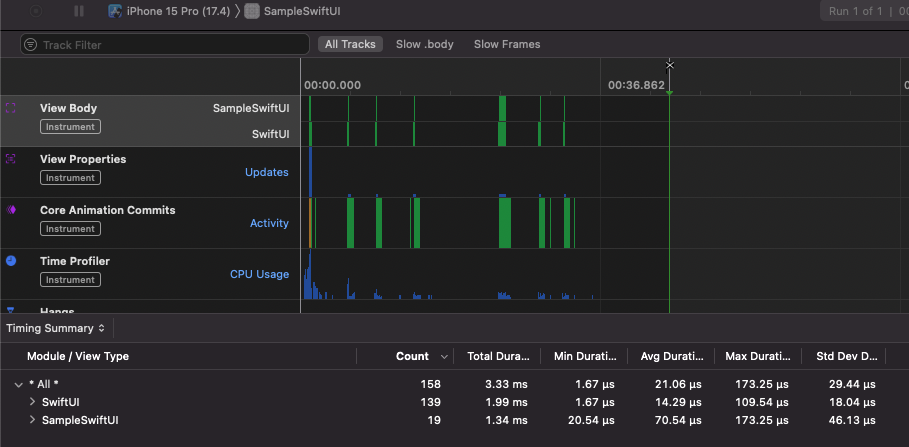 iPhone 15 Pro (17.4) 〉 SampleSwiftUI
Run 1 of 1 | 00
Track Filter
All Tracks Slow .body Slow Frames
00:00.000 00:36.862
View Body SampleSwiftUI
Instrument
SwiftUI
View Properties
Instrument Updates
Core Animation Commits
Instrument Activity
Time Profiler
Instrument CPU Usage
Hangs
Timing Summary
Module / View Type Count Total Dura... Min Durati... Avg Durati... Max Durati... Std Dev D...
* All * 158 3.33 ms 1.67 µs 21.06 µs 173.25 µs 29.44 µs
SwiftUI 139 1.99 ms 1.67 µs 14.29 µs 109.54 µs 18.04 µs
SampleSwiftUI 19 1.34 ms 20.54 µs 70.54 µs 173.25 µs 46.13 µs